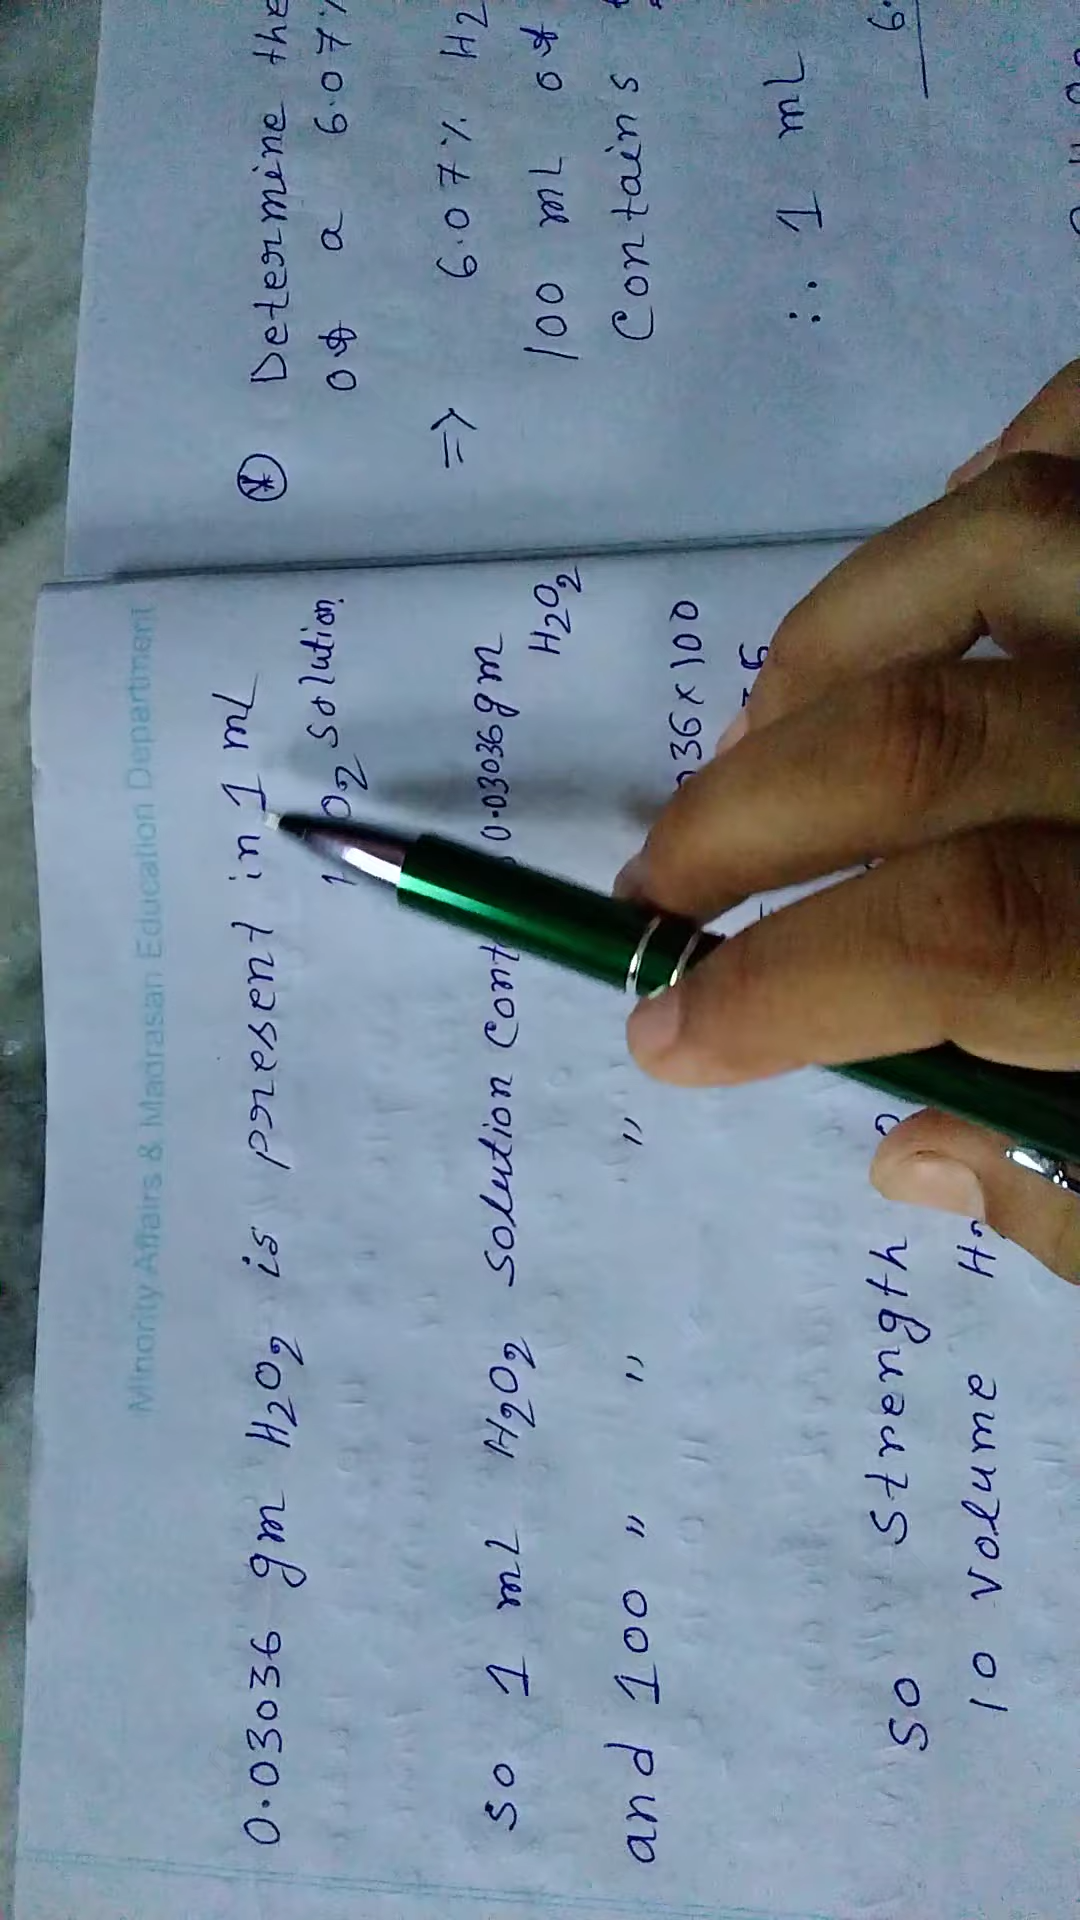 Minority Affairs & Madrasan Education Department
0.03036 gm H2O2 is present in 1 mL
H2O2 solution.
so 1 mL H2O2 solution 0.03036 gm
H2O2
and 100 " " " 36 x 100
so strength
10 volume
* Determine the
of a 6.07%
=> 6.07% H2
100 mL of
contains
∴ 1 mL